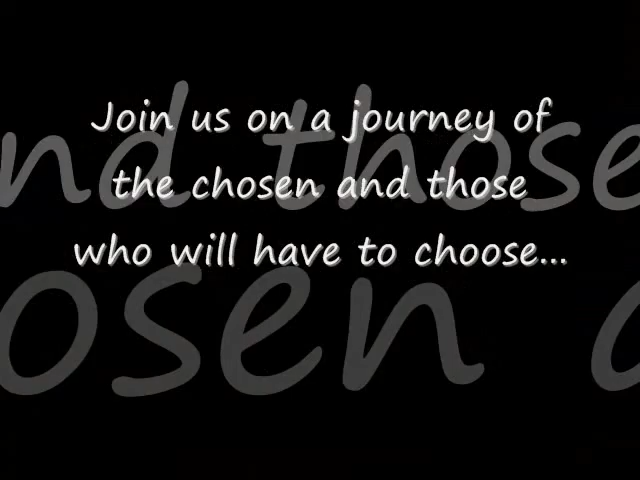 Join us on a journey of
nd those
the chosen and those
who will have to choose...
osen a